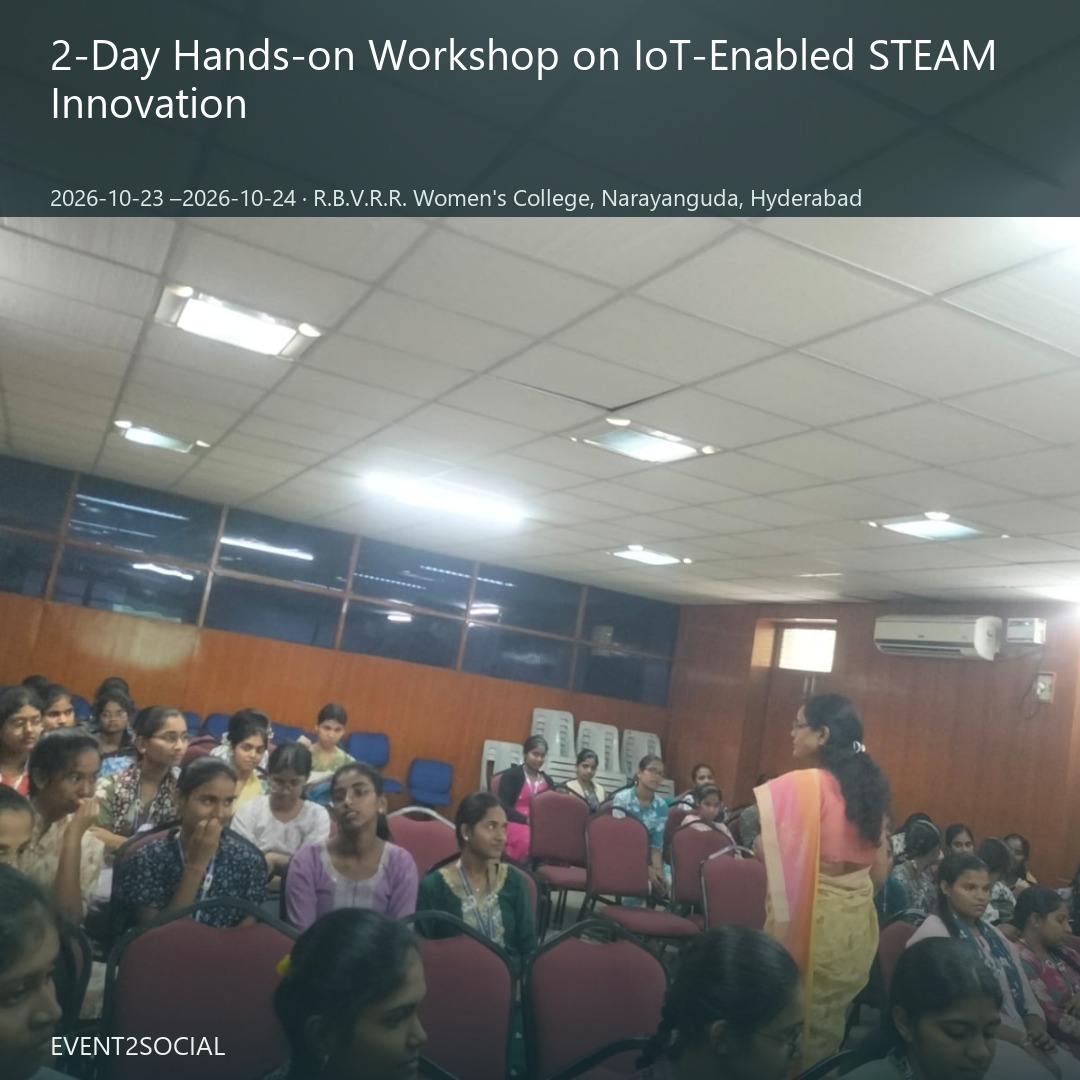 2-Day Hands-on Workshop on IoT-Enabled STEAM
Innovation
2026-10-23 –2026-10-24 · R.B.V.R.R. Women's College, Narayanguda, Hyderabad
EVENT2SOCIAL